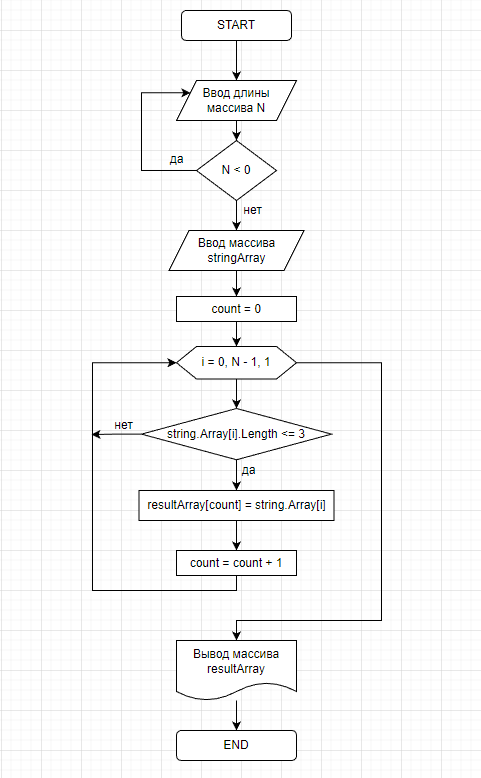 START
Ввод длины
массива N
да
N < 0
нет
Ввод массива
stringArray
count = 0
i = 0, N - 1, 1
нет
string.Array[i].Length <= 3
да
resultArray[count] = string.Array[i]
count = count + 1
Вывод массива
resultArray
END